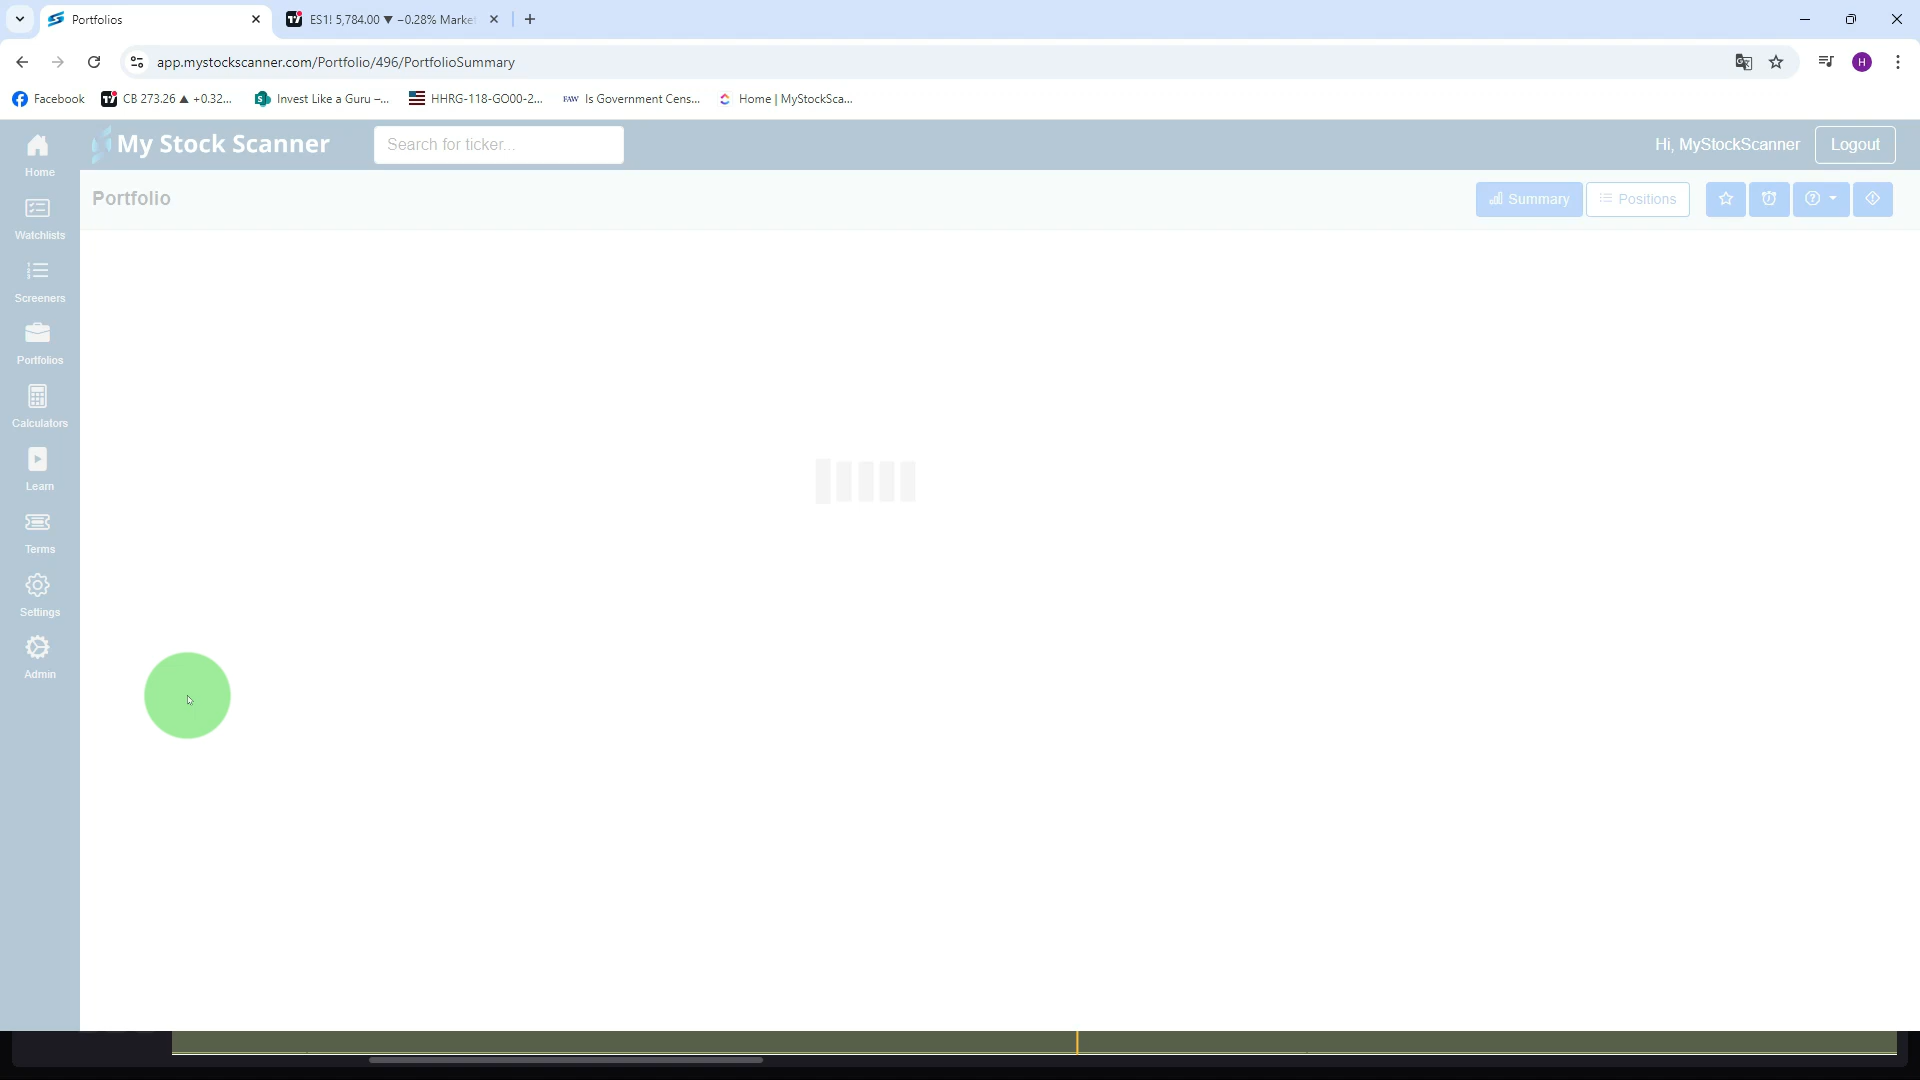 Portfolios
ES1! 5,784.00 ▼ −0.28% Marke
app.mystockscanner.com/Portfolio/496/PortfolioSummary
H
Facebook
CB 273.26 ▲ +0.32...
Invest Like a Guru –...
HHRG-118-GO00-2...
FAW Is Government Cens...
Home | MyStockSca...
My Stock Scanner
Search for ticker...
Hi, MyStockScanner
Logout
Home
Watchlists
Screeners
Portfolios
Calculators
Learn
Terms
Settings
Admin
Portfolio
Summary
Positions